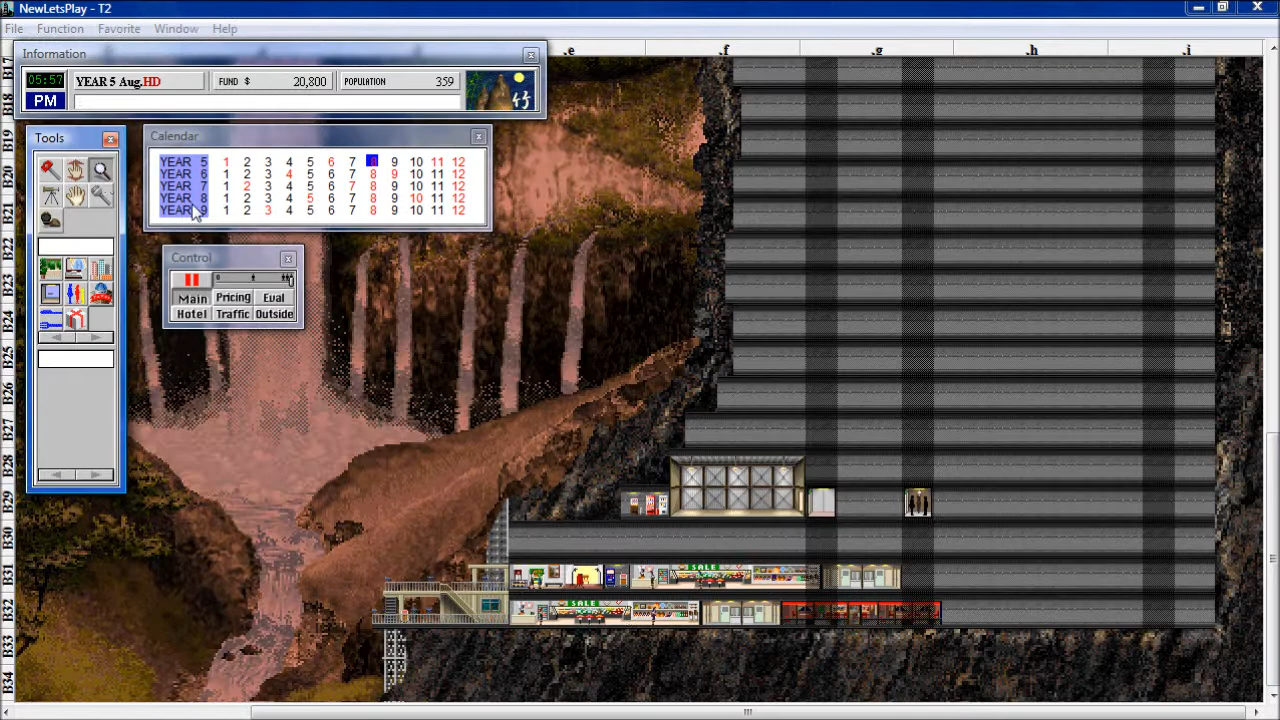 NewLetsPlay - T2
File Function Favorite Window Help
Information
05:57 YEAR 5 Aug.HD FUND $ 20,800 POPULATION 359
PM
.e .f .g .h .i
Tools
Calendar
YEAR 5 1 2 3 4 5 6 7 8 9 10 11 12
YEAR 6 1 2 3 4 5 6 7 8 9 10 11 12
YEAR 7 1 2 3 4 5 6 7 8 9 10 11 12
YEAR 8 1 2 3 4 5 6 7 8 9 10 11 12
YEAR 9 1 2 3 4 5 6 7 8 9 10 11 12
Control
Main Pricing Eval
Hotel Traffic Outside
B17
B18
B19
B20
B21
B22
B23
B24
B25
B26
B27
B28
B29
B30
B31
B32
B33
B34
SALE
SALE